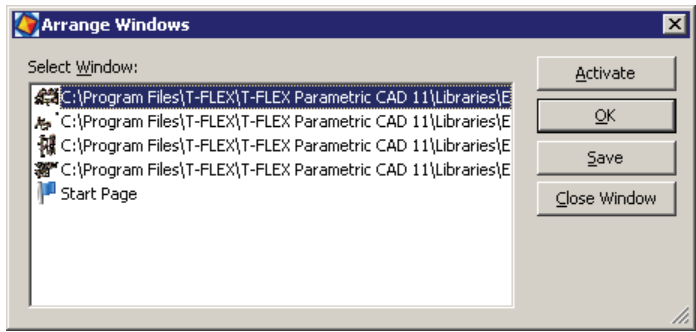 Arrange Windows
Select Window:
C:\Program Files\T-FLEX\T-FLEX Parametric CAD 11\Libraries\E
C:\Program Files\T-FLEX\T-FLEX Parametric CAD 11\Libraries\E
C:\Program Files\T-FLEX\T-FLEX Parametric CAD 11\Libraries\E
C:\Program Files\T-FLEX\T-FLEX Parametric CAD 11\Libraries\E
Start Page
Activate
OK
Save
Close Window